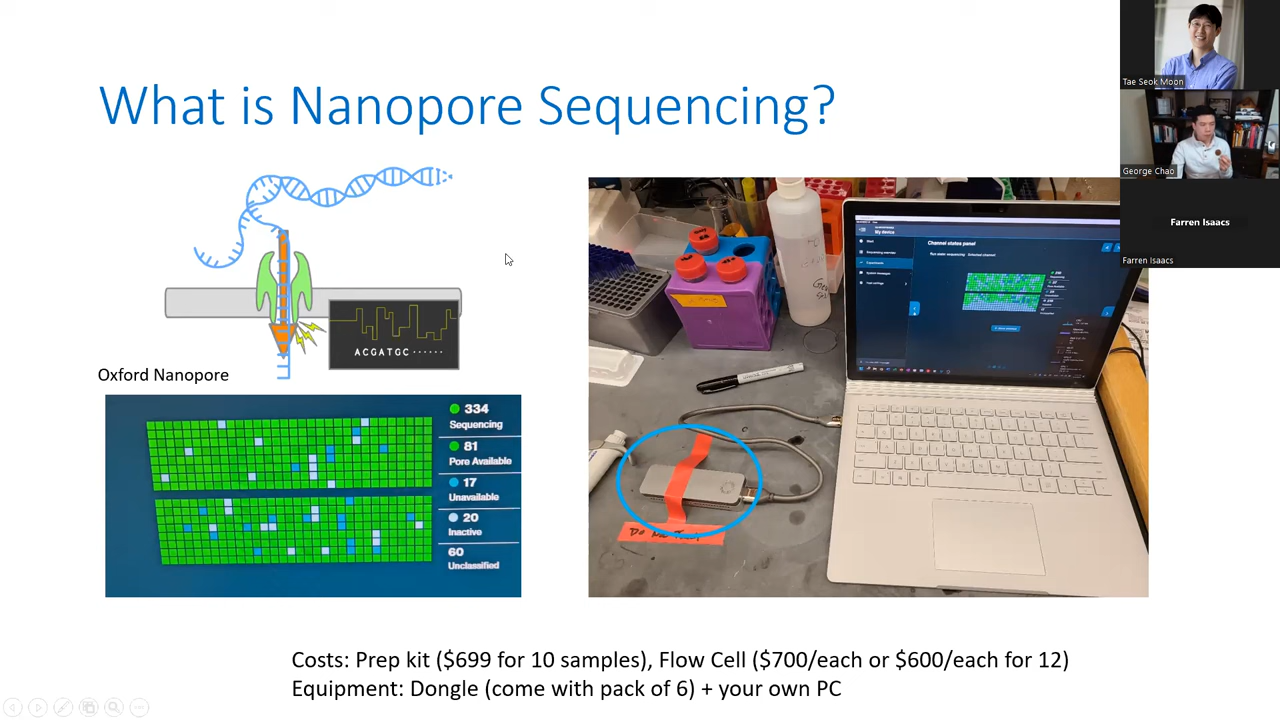 What is Nanopore Sequencing?
ACGATGC······
Oxford Nanopore
334
Sequencing
81
Pore Available
17
Unavailable
20
Inactive
60
Unclassified
My device
Channel states panel
Costs: Prep kit ($699 for 10 samples), Flow Cell ($700/each or $600/each for 12)
Equipment: Dongle (come with pack of 6) + your own PC
Tae Seok Moon
George Chao
Farren Isaacs
Farren Isaacs